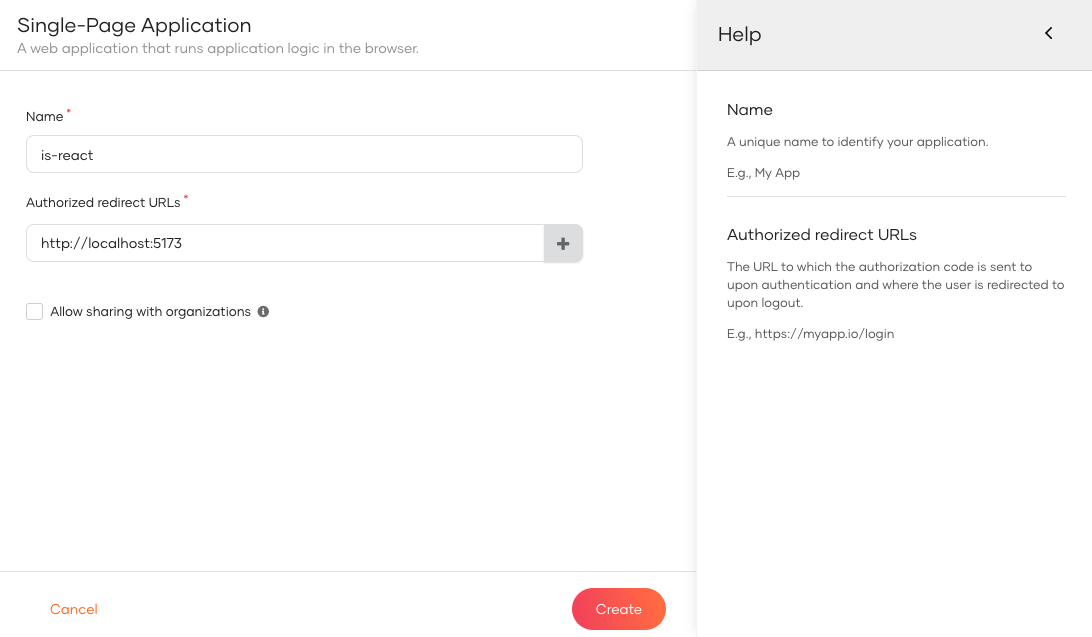 Single-Page Application
A web application that runs application logic in the browser.
Name *
is-react
Authorized redirect URLs *
http://localhost:5173
Allow sharing with organizations
Cancel
Create
Help
Name
A unique name to identify your application.
E.g., My App
Authorized redirect URLs
The URL to which the authorization code is sent to
upon authentication and where the user is redirected to
upon logout.
E.g., https://myapp.io/login